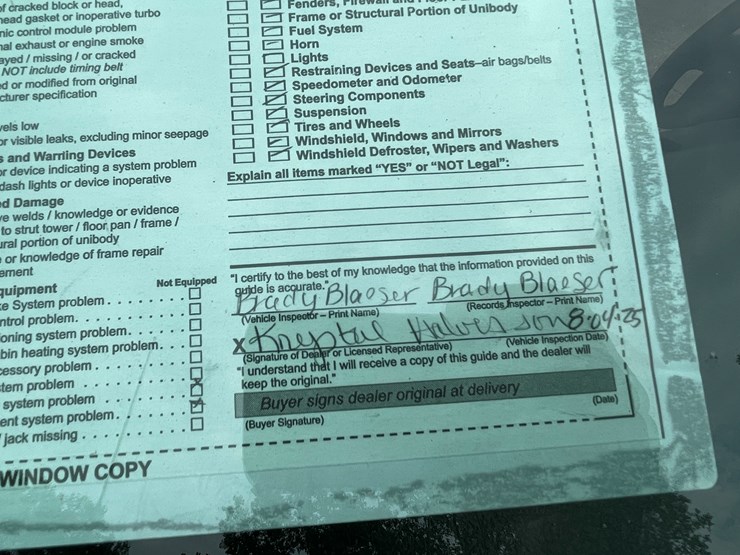 of cracked block or head,
head gasket or inoperative turbo
nic control module problem
nal exhaust or engine smoke
ayed / missing / or cracked
NOT include timing belt
ed or modified from original
cturer specification
vels low
or visible leaks, excluding minor seepage
s and Warning Devices
or device indicating a system problem
dash lights or device inoperative
ed Damage
ve welds / knowledge or evidence
to strut tower / floor pan / frame /
ural portion of unibody
e or knowledge of frame repair
ement
quipment Not Equipped
ke System problem
ntrol problem
oning system problem
bin heating system problem
cessory problem
tem problem
system problem
ent system problem
/ jack missing
WINDOW COPY
Fenders,
Frame or Structural Portion of Unibody
Fuel System
Horn
Lights
Restraining Devices and Seats–air bags/belts
Speedometer and Odometer
Steering Components
Suspension
Tires and Wheels
Windshield, Windows and Mirrors
Windshield Defroster, Wipers and Washers
Explain all items marked "YES" or "NOT Legal":
"I certify to the best of my knowledge that the information provided on this
guide is accurate."
Brady Blaeser Brady Blaeser
(Vehicle Inspector – Print Name) (Records Inspector – Print Name)
X Krystal Halverson 8-04-25
(Signature of Dealer or Licensed Representative) (Vehicle Inspection Date)
"I understand that I will receive a copy of this guide and the dealer will
keep the original."
Buyer signs dealer original at delivery
(Buyer Signature) (Date)